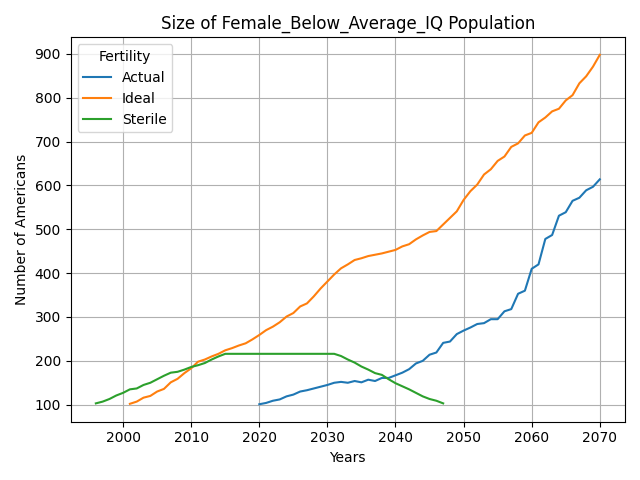 Size of Female_Below_Average_IQ Population
Fertility
Actual
Ideal
Sterile
Number of Americans
900
800
700
600
500
400
300
200
100
2000 2010 2020 2030 2040 2050 2060 2070
Years